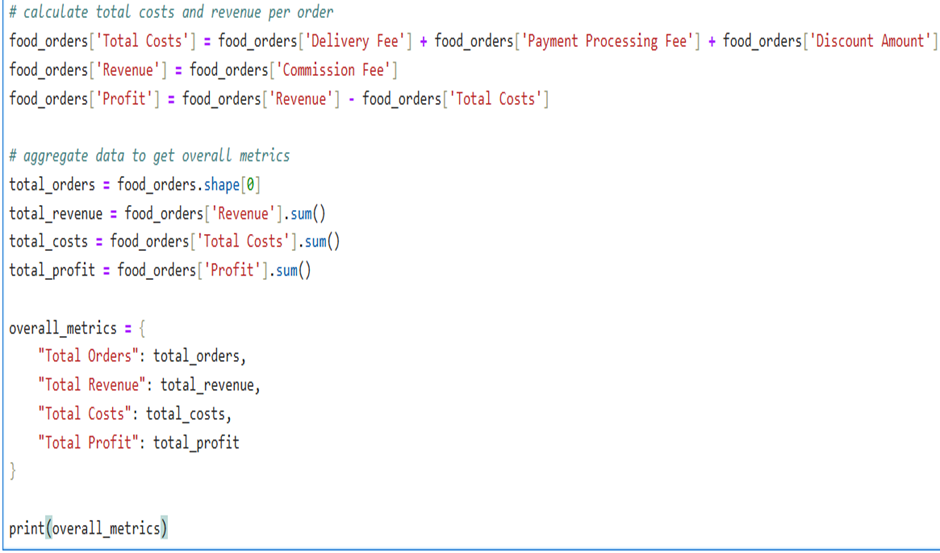 # calculate total costs and revenue per order
food_orders['Total Costs'] = food_orders['Delivery Fee'] + food_orders['Payment Processing Fee'] + food_orders['Discount Amount']
food_orders['Revenue'] = food_orders['Commission Fee']
food_orders['Profit'] = food_orders['Revenue'] - food_orders['Total Costs']
# aggregate data to get overall metrics
total_orders = food_orders.shape[0]
total_revenue = food_orders['Revenue'].sum()
total_costs = food_orders['Total Costs'].sum()
total_profit = food_orders['Profit'].sum()
overall_metrics = {
    "Total Orders": total_orders,
    "Total Revenue": total_revenue,
    "Total Costs": total_costs,
    "Total Profit": total_profit
}
print(overall_metrics)